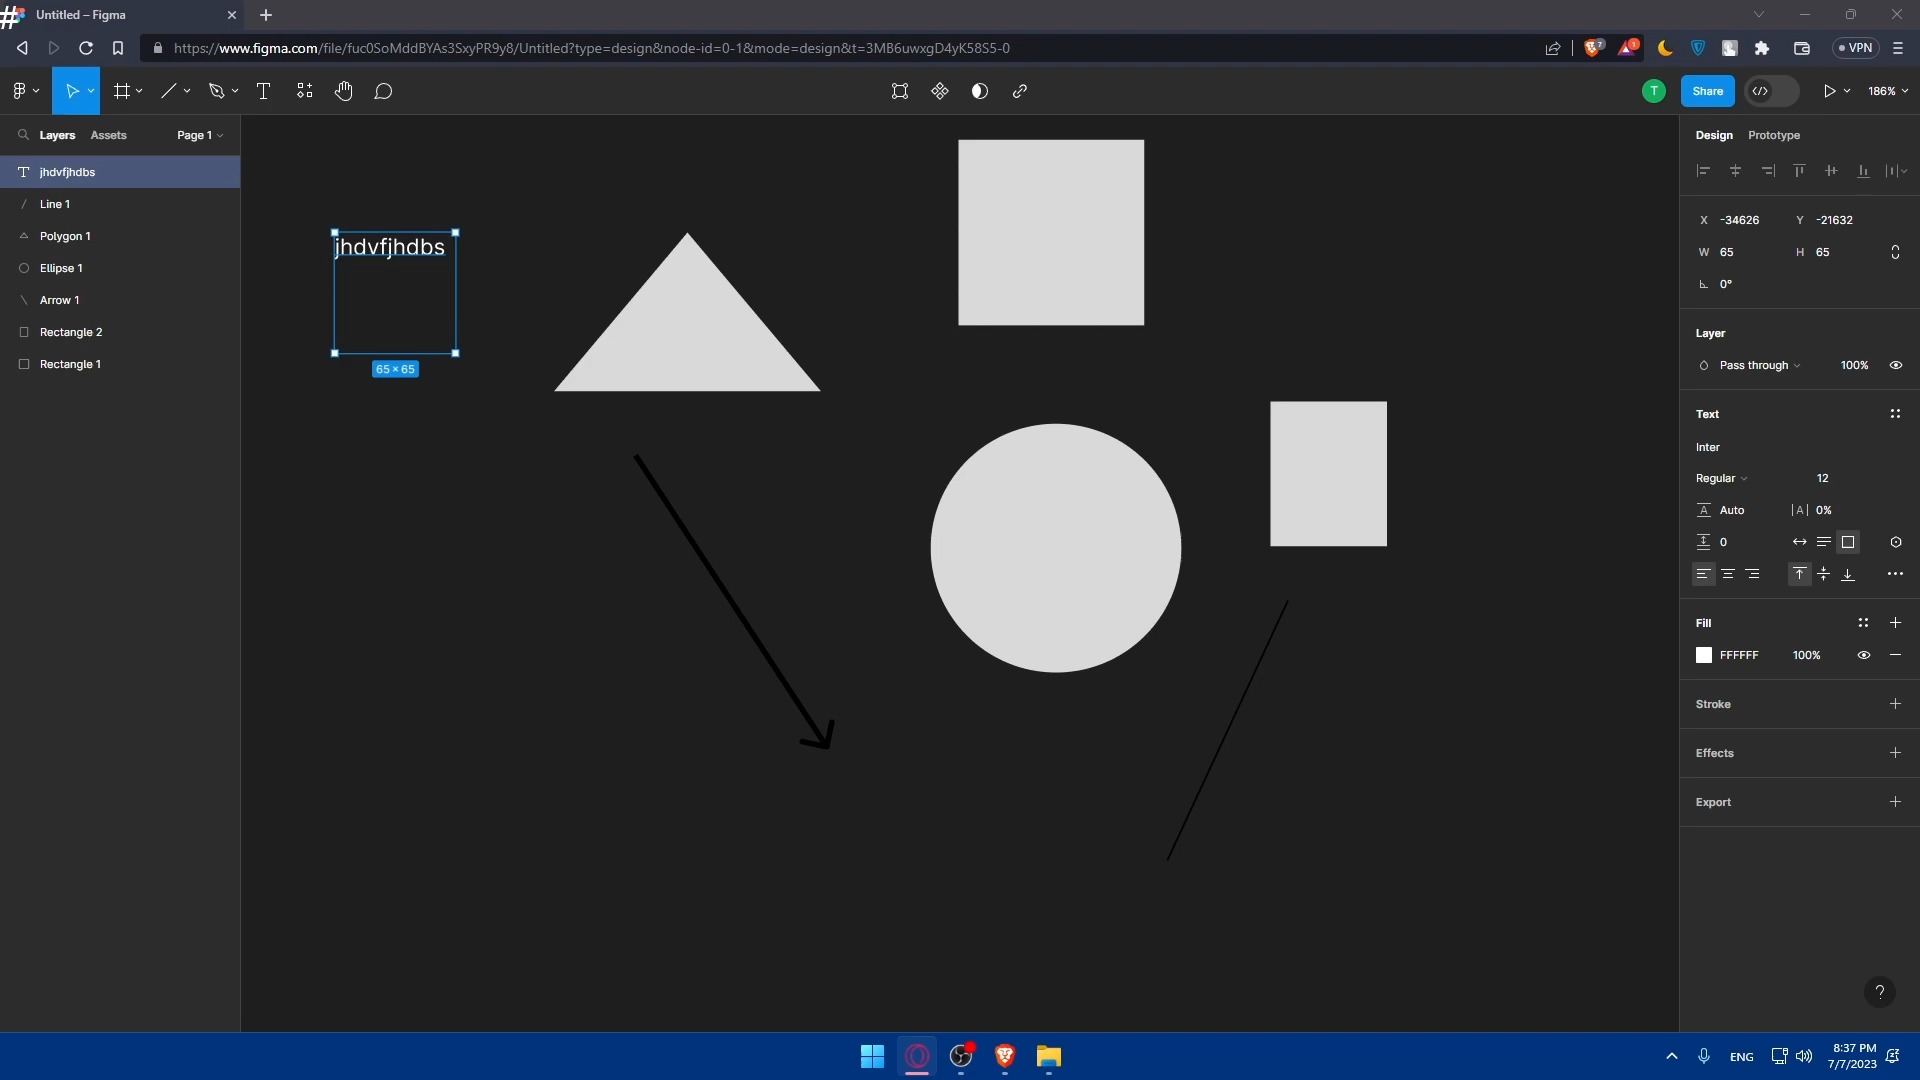 Untitled – Figma
https://www.figma.com/file/fuc0SoMddBYAs3SxyPR9y8/Untitled?type=design&node-id=0-1&mode=design&t=3MB6uwxgD4yK58S5-0
7
1
VPN
T
Share
186%
Layers Assets Page 1
jhdvfjhdbs
Line 1
Polygon 1
Ellipse 1
Arrow 1
Rectangle 2
Rectangle 1
jhdvfjhdbs
65 × 65
Design Prototype
X -34626 Y -21632
W 65 H 65
0°
Layer
Pass through 100%
Text
Inter
Regular 12
A Auto |A| 0%
0
Fill
FFFFFF 100%
Stroke
Effects
Export
?
ENG
8:37 PM
7/7/2023